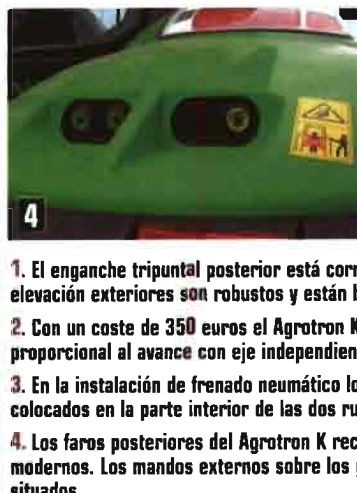 4
1. El enganche tripuntal posterior está corr
elevación exteriores son robustos y están b
2. Con un coste de 350 euros el Agrotron K
proporcional al avance con eje independien
3. En la instalación de frenado neumático lo
colocados en la parte interior de las dos ru
4. Los faros posteriores del Agrotron K rec
modernos. Los mandos externos sobre los g
situados